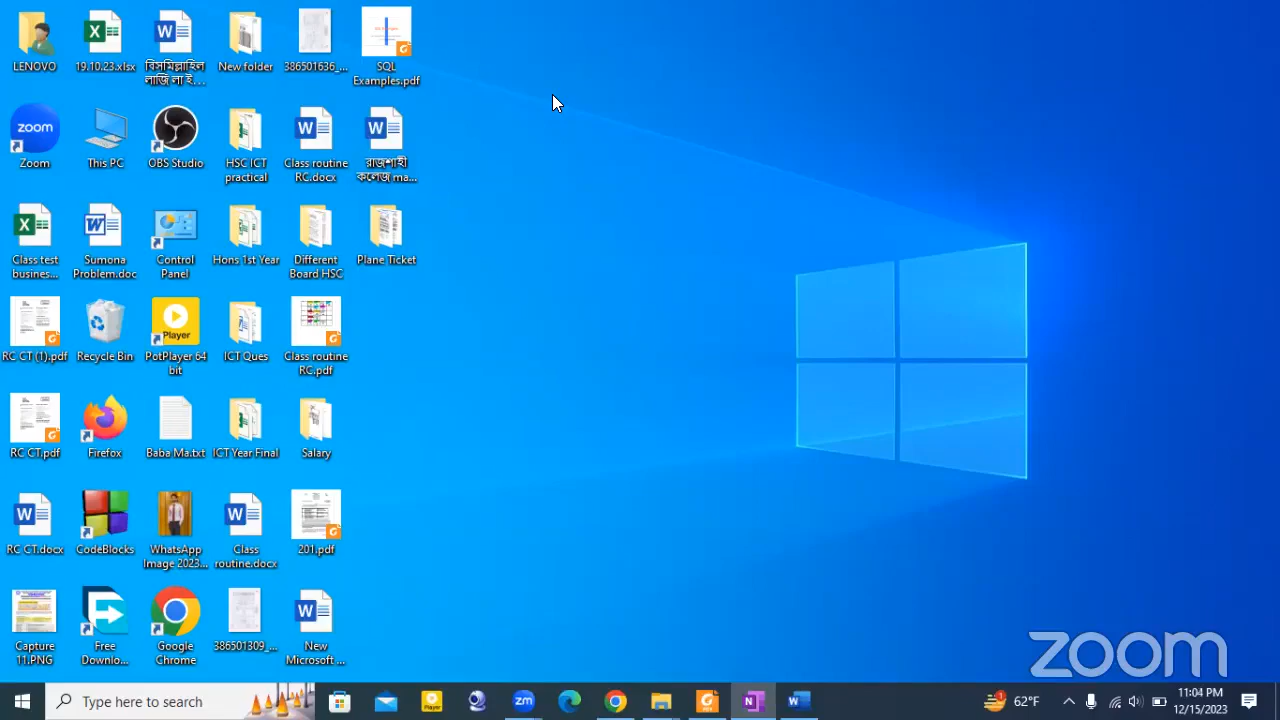 LENOVO
19.10.23.xlsx
বিসমিল্লাহিল
লাজি লা ই....
New folder
386501636_...
SQL
Examples.pdf
zoom
Zoom
This PC
OBS Studio
HSC ICT
practical
Class routine
RC.docx
রাজশাহী
কলেজ ma...
Class test
busines...
Sumona
Problem.doc
Control
Panel
Hons 1st Year
Different
Board HSC
Plane Ticket
RC CT (1).pdf
Recycle Bin
Player
PotPlayer 64
bit
ICT Ques
Class routine
RC.pdf
RC CT.pdf
Firefox
Baba Ma.txt
ICT Year Final
Salary
RC CT.docx
CodeBlocks
WhatsApp
Image 2023...
Class
routine.docx
201.pdf
Capture
11.PNG
Free
Downlo...
Google
Chrome
386501309_...
New
Microsoft ...
zoom
Type here to search
Player
zm
1
62°F
11:04 PM
12/15/2023